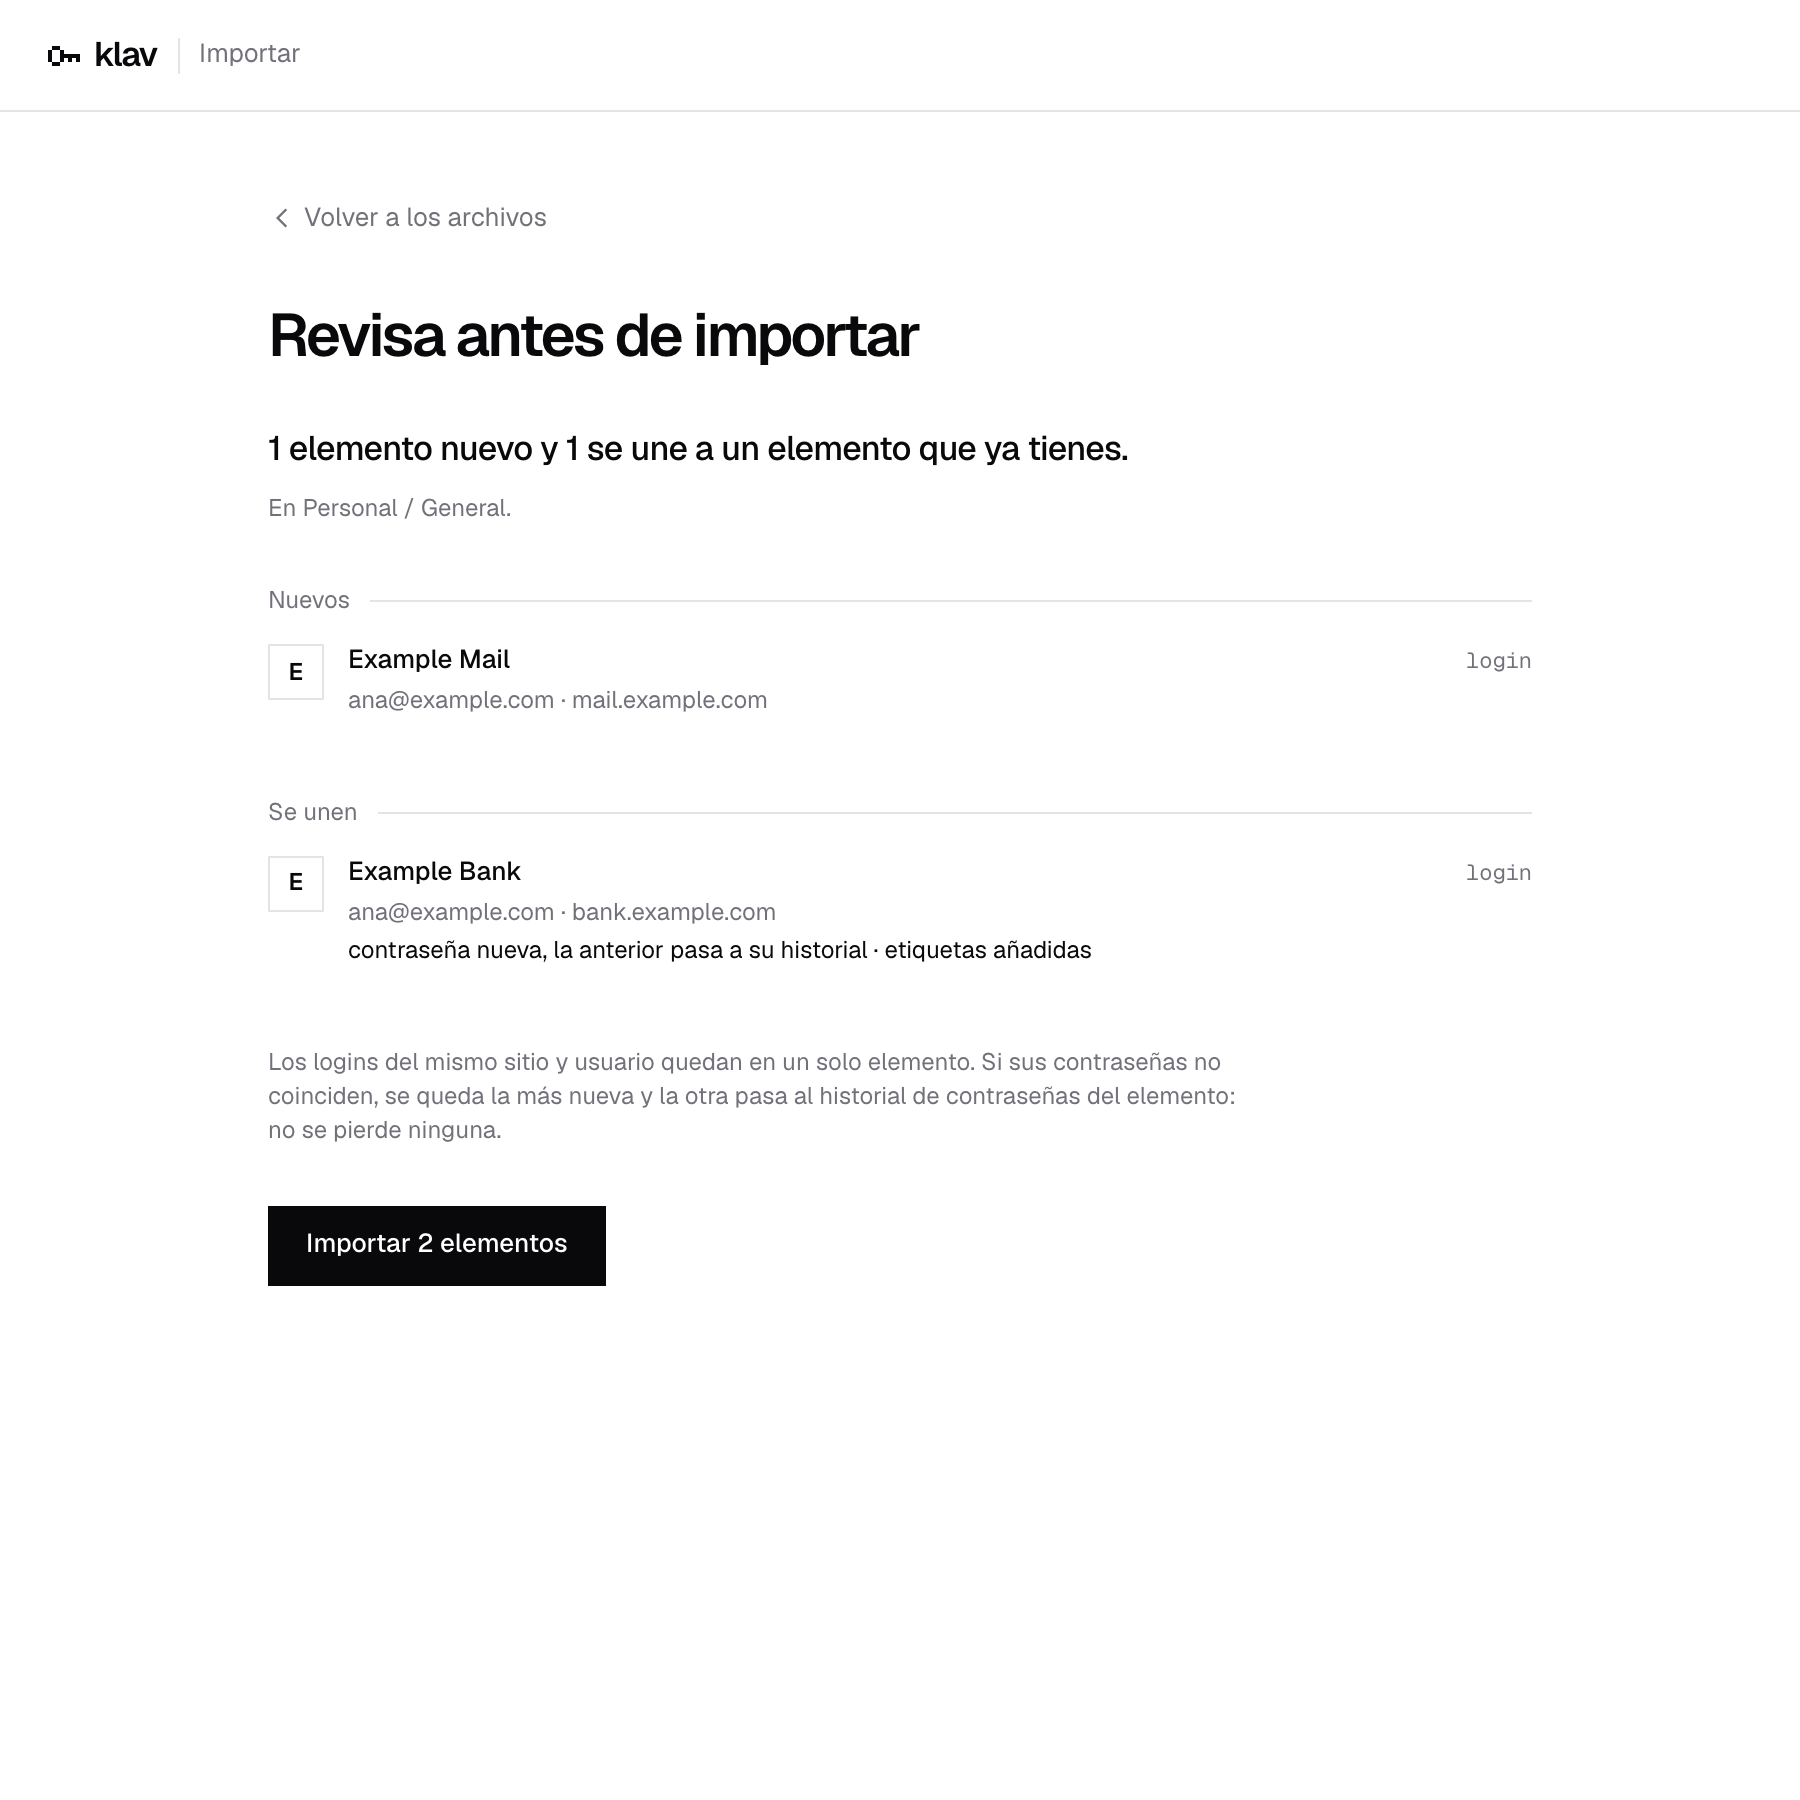 klav
Importar
Volver a los archivos
Revisa antes de importar
1 elemento nuevo y 1 se une a un elemento que ya tienes.
En Personal / General.
Nuevos
E
Example Mail
login
ana@example.com · mail.example.com
Se unen
E
Example Bank
login
ana@example.com · bank.example.com
contraseña nueva, la anterior pasa a su historial · etiquetas añadidas
Los logins del mismo sitio y usuario quedan en un solo elemento. Si sus contraseñas no
coinciden, se queda la más nueva y la otra pasa al historial de contraseñas del elemento:
no se pierde ninguna.
Importar 2 elementos